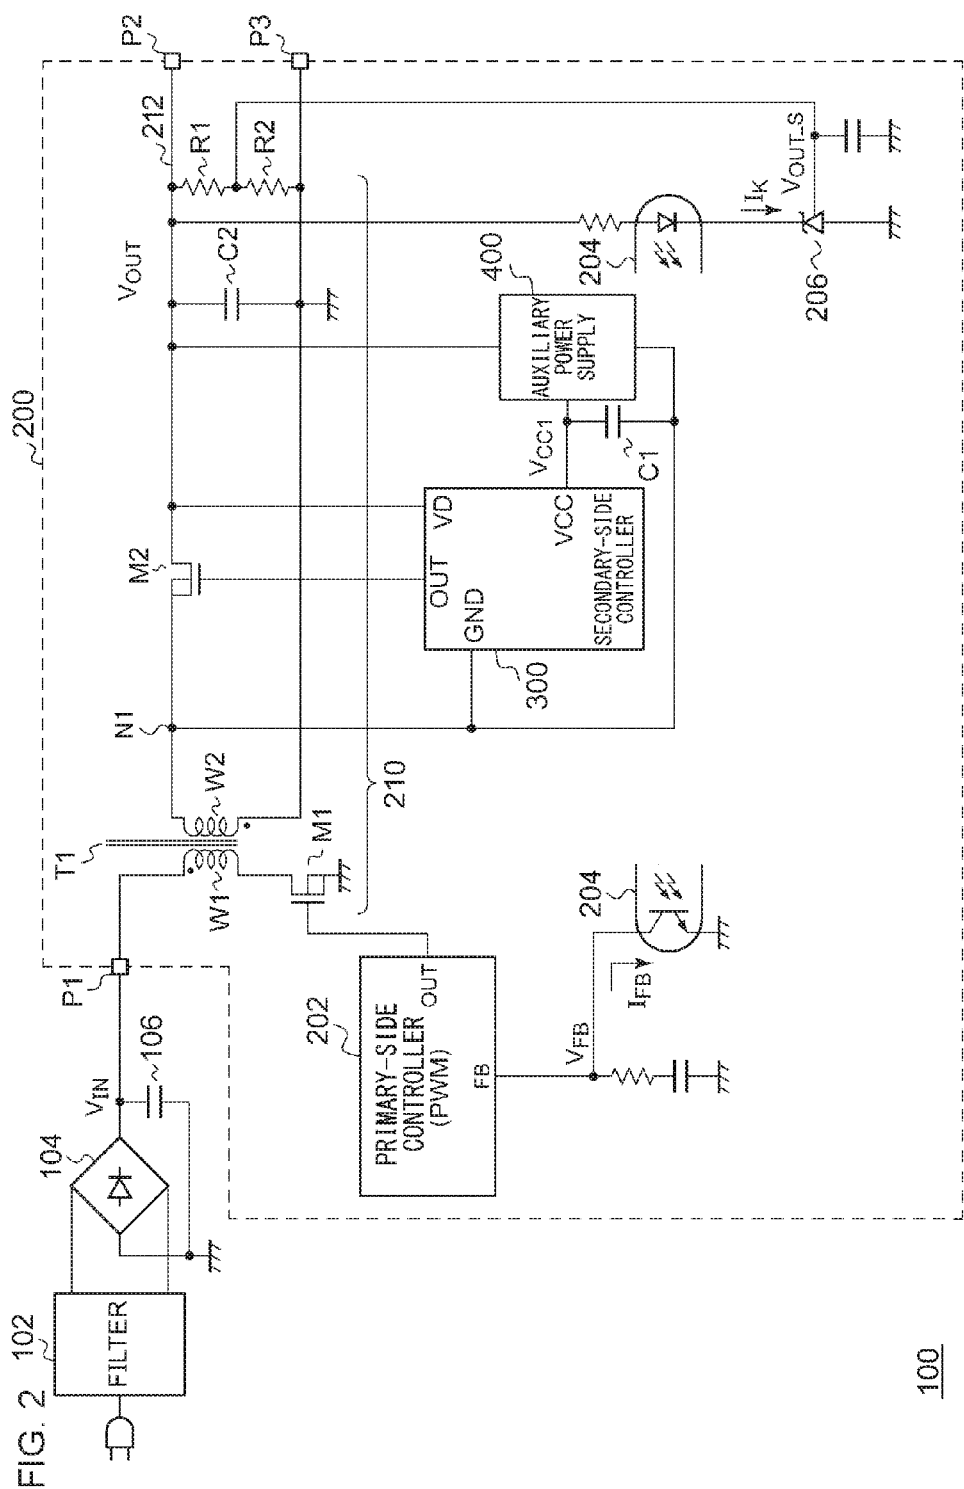 FIG. 2
100
102
FILTER
104
VIN
106
P1
200
T1
W1
W2
M1
N1
M2
VOUT
C2
212
R1
R2
P2
P3
210
202
PRIMARY-SIDE
CONTROLLER
(PWM)
OUT
FB
VFB
IFB
204
300
GND
OUT
VD
VCC
SECONDARY-SIDE
CONTROLLER
VCC1
C1
400
AUXILIARY
POWER
SUPPLY
204
IK
206
VOUT_S